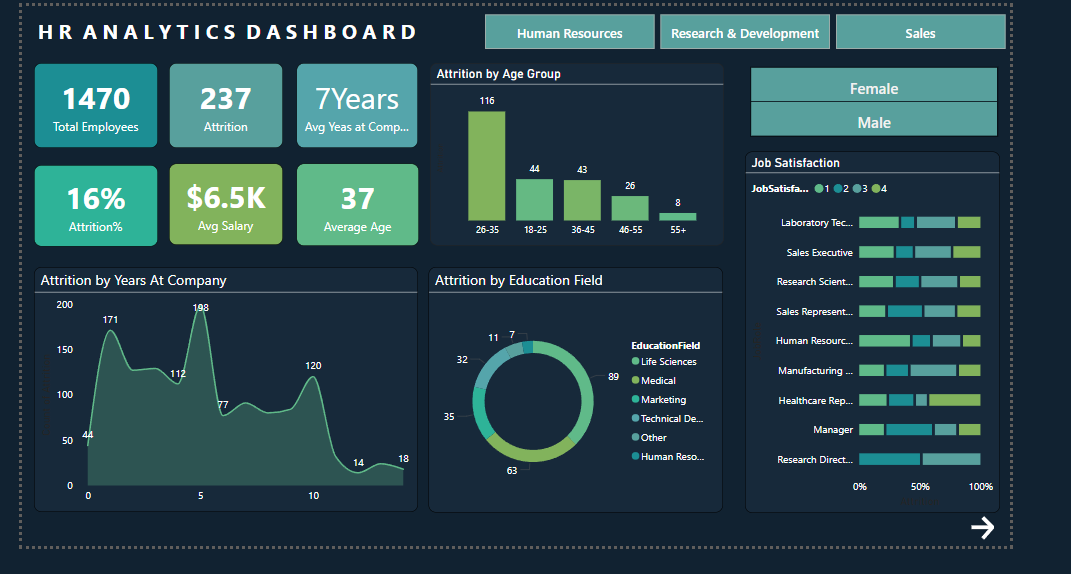 HR ANALYTICS DASHBOARD
Human Resources
Research & Development
Sales
1470
Total Employees
237
Attrition
7Years
Avg Yeas at Comp...
16%
Attrition%
$6.5K
Avg Salary
37
Average Age
Attrition by Age Group
116
44
43
26
8
26-35
18-25
36-45
46-55
55+
Female
Male
Job Satisfaction
JobSatisfa...
1
2
3
4
Laboratory Tec...
Sales Executive
Research Scient...
Sales Represent...
Human Resourc...
Manufacturing ...
Healthcare Rep...
Manager
Research Direct...
0%
50%
100%
Attrition by Years At Company
200
150
100
50
0
44
171
112
198
77
120
14
18
0
5
10
Attrition by Education Field
89
63
35
32
11
7
EducationField
Life Sciences
Medical
Marketing
Technical De...
Other
Human Reso...